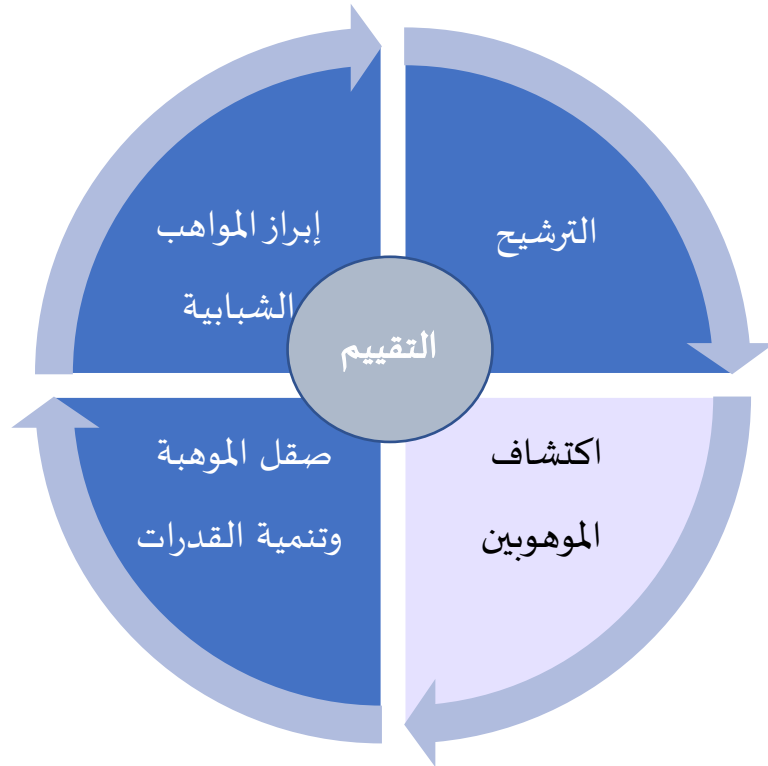 الترشيح
إبراز المواهب
الشبابية
التقييم
اكتشاف
الموهوبين
صقل الموهبة
وتنمية القدرات